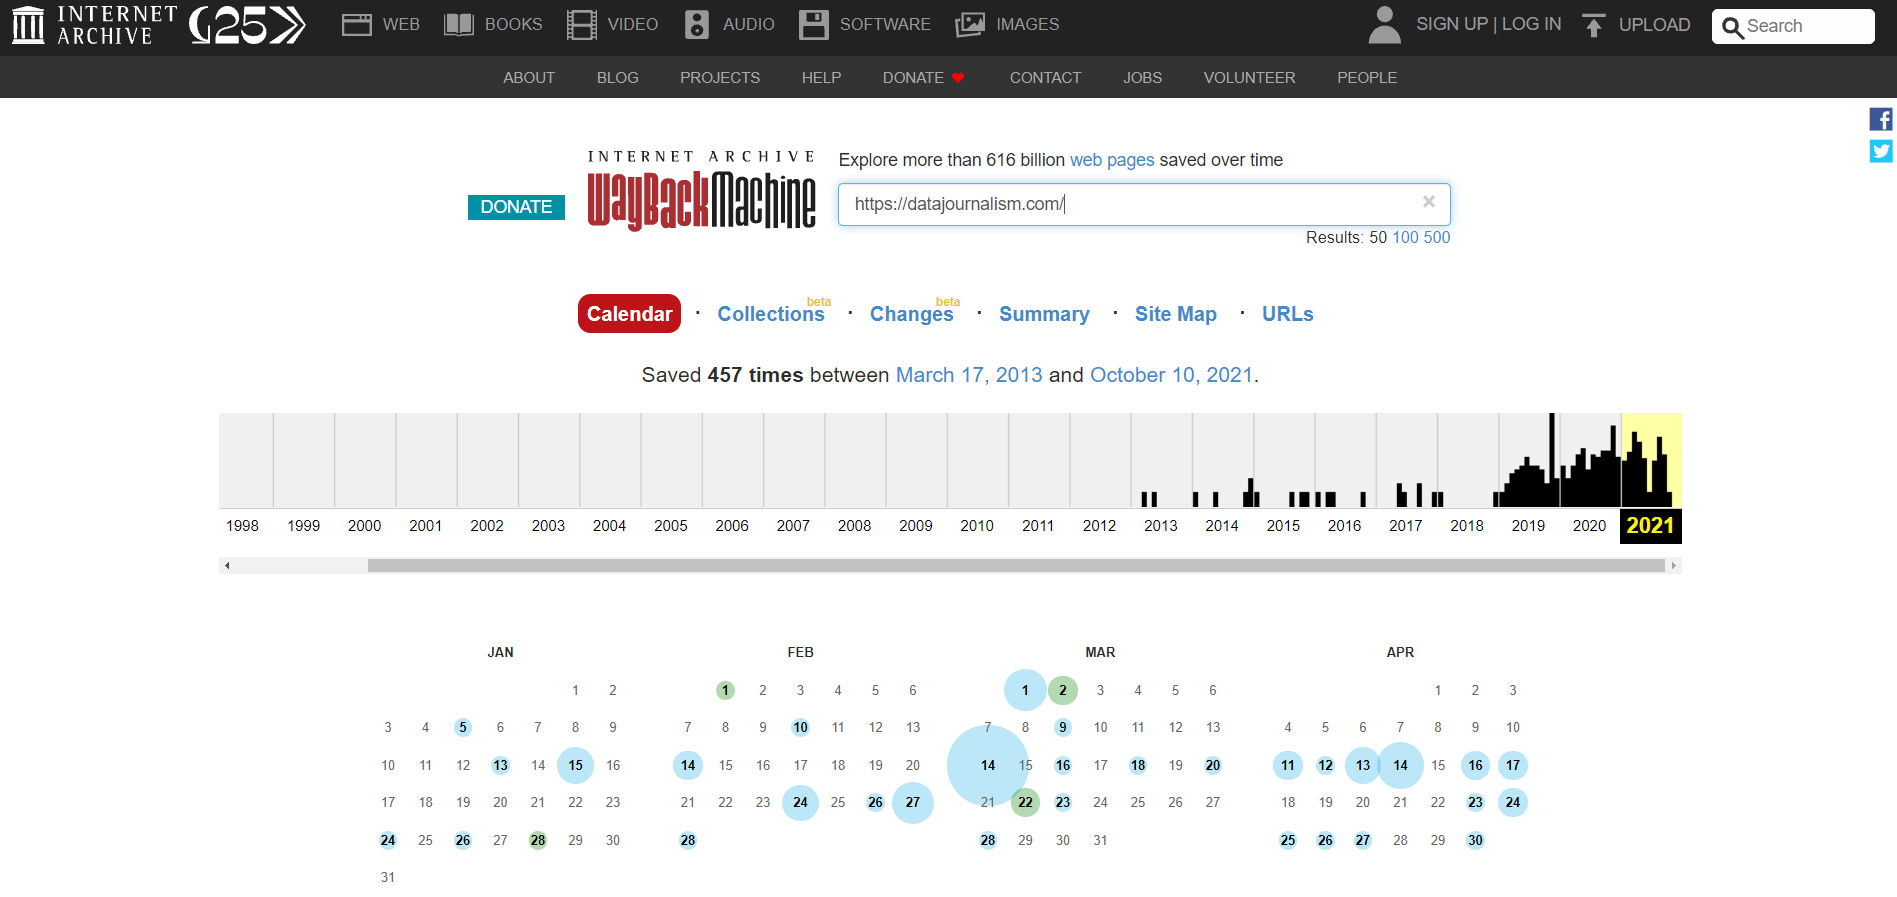 INTERNET ARCHIVE 25 WEB BOOKS VIDEO AUDIO SOFTWARE IMAGES SIGN UP | LOG IN UPLOAD Search
ABOUT BLOG PROJECTS HELP DONATE CONTACT JOBS VOLUNTEER PEOPLE
INTERNET ARCHIVE
WayBackMachine
DONATE
Explore more than 616 billion web pages saved over time
https://datajournalism.com/
Results: 50 100 500
Calendar · Collections beta · Changes beta · Summary · Site Map · URLs
Saved 457 times between March 17, 2013 and October 10, 2021.
1998 1999 2000 2001 2002 2003 2004 2005 2006 2007 2008 2009 2010 2011 2012 2013 2014 2015 2016 2017 2018 2019 2020 2021
JAN
1 2
3 4 5 6 7 8 9
10 11 12 13 14 15 16
17 18 19 20 21 22 23
24 25 26 27 28 29 30
31
FEB
1 2 3 4 5 6
7 8 9 10 11 12 13
14 15 16 17 18 19 20
21 22 23 24 25 26 27
28
MAR
1 2 3 4 5 6
7 8 9 10 11 12 13
14 15 16 17 18 19 20
21 22 23 24 25 26 27
28 29 30 31
APR
1 2 3
4 5 6 7 8 9 10
11 12 13 14 15 16 17
18 19 20 21 22 23 24
25 26 27 28 29 30